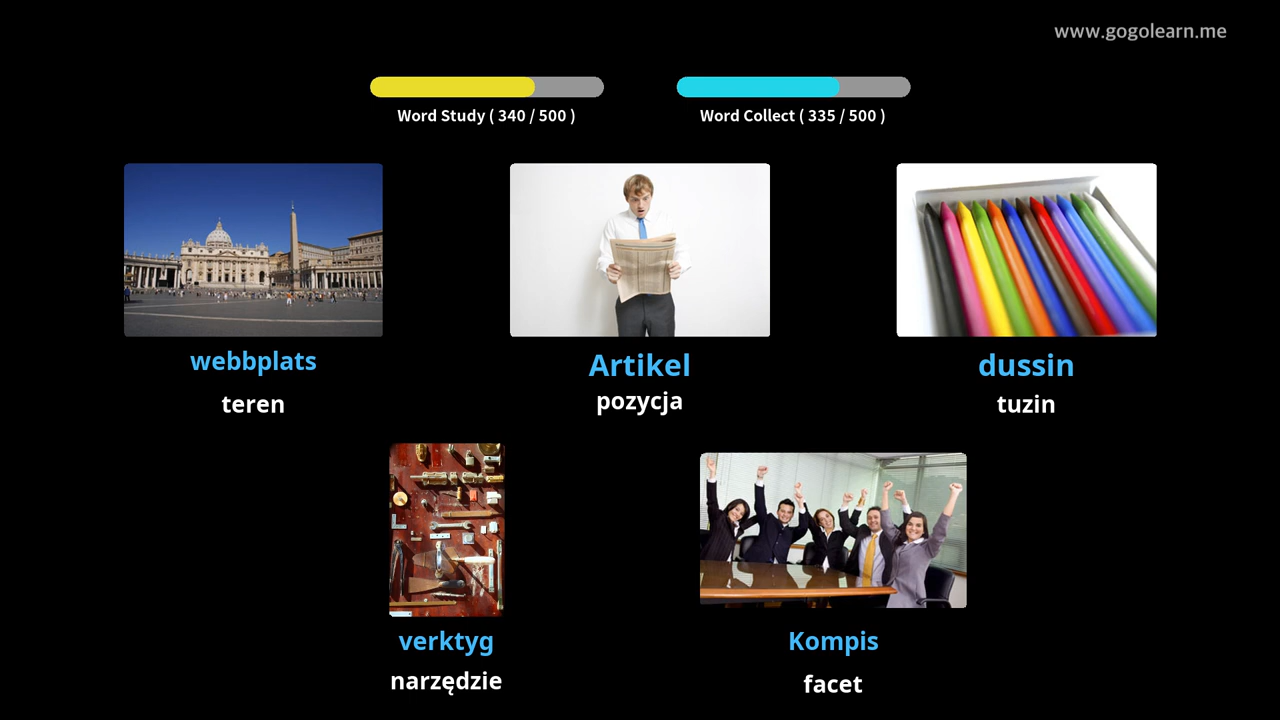 www.gogolearn.me
Word Study ( 340 / 500 )
Word Collect ( 335 / 500 )
webbplats
Artikel
dussin
teren
pozycja
tuzin
verktyg
Kompis
narzędzie
facet